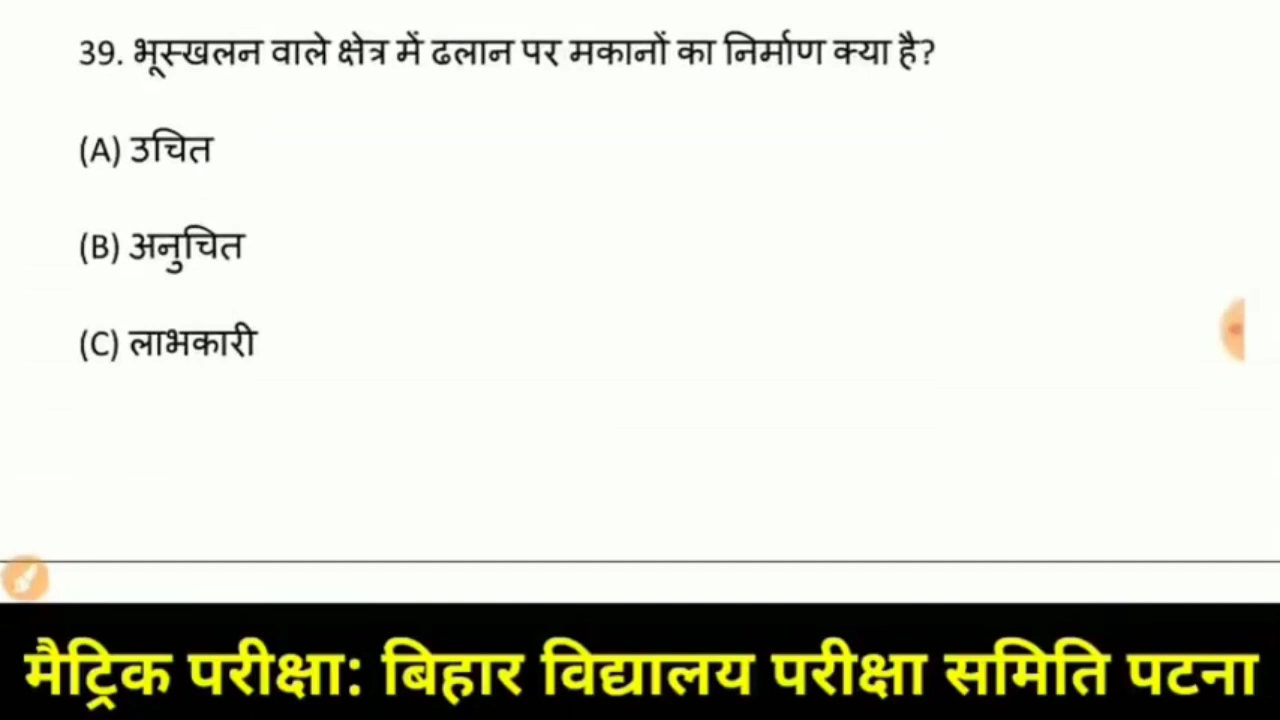 39. भूस्खलन वाले क्षेत्र में ढलान पर मकानों का निर्माण क्या है?
(A) उचित
(B) अनुचित
(C) लाभकारी
मैट्रिक परीक्षा: बिहार विद्यालय परीक्षा समिति पटना